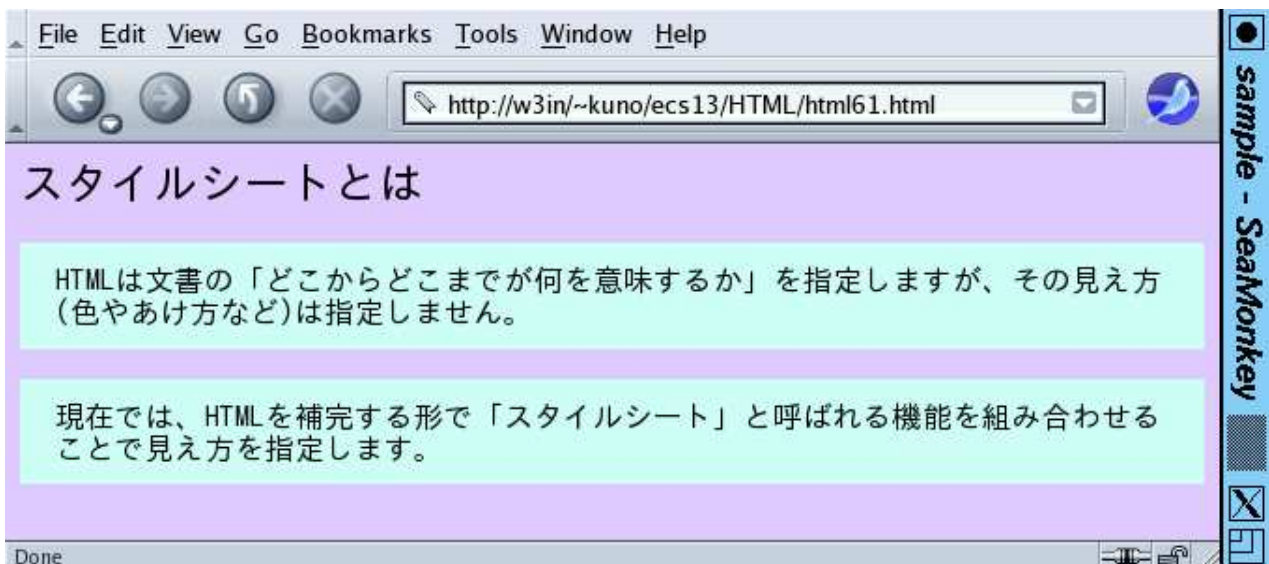 File Edit View Go Bookmarks Tools Window Help
http://w3in/~kuno/ecs13/HTML/html61.html
スタイルシートとは
HTMLは文書の「どこからどこまでが何を意味するか」を指定しますが、その見え方
(色やあけ方など)は指定しません。
現在では、HTMLを補完する形で「スタイルシート」と呼ばれる機能を組み合わせる
ことで見え方を指定します。
Done
sample - SeaMonkey